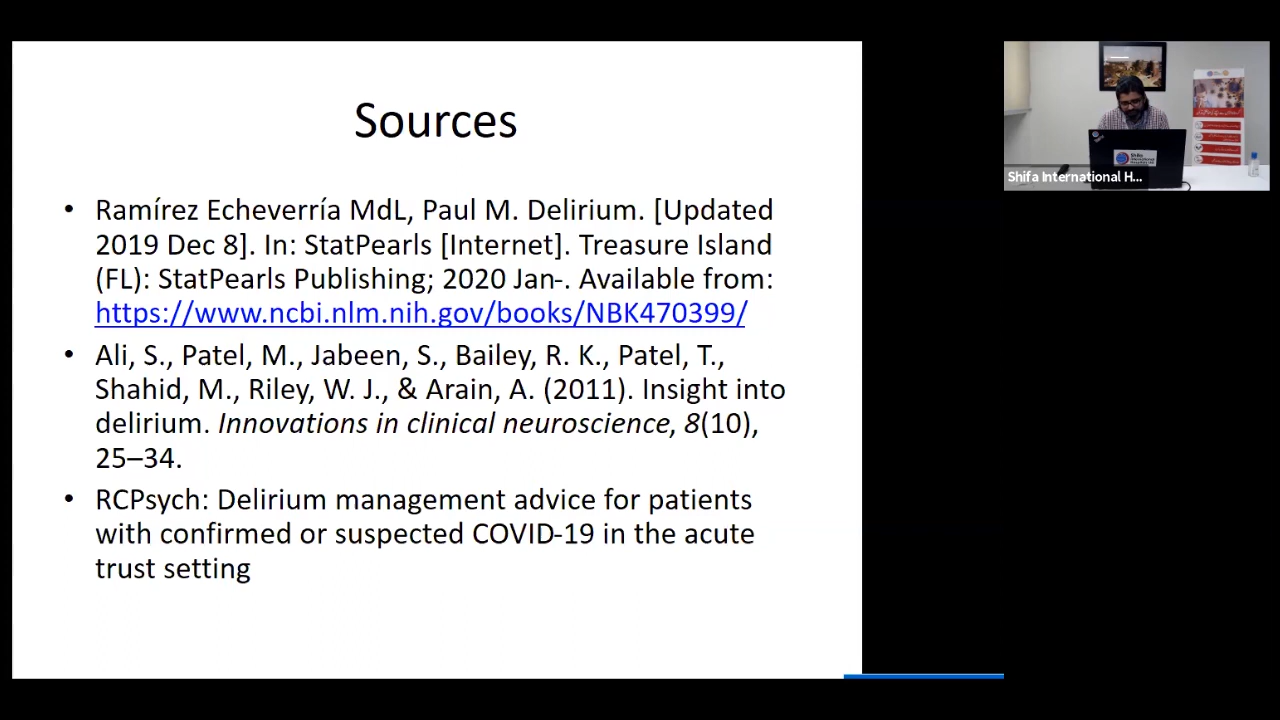 Sources
• Ramírez Echeverría MdL, Paul M. Delirium. [Updated
2019 Dec 8]. In: StatPearls [Internet]. Treasure Island
(FL): StatPearls Publishing; 2020 Jan-. Available from:
https://www.ncbi.nlm.nih.gov/books/NBK470399/
• Ali, S., Patel, M., Jabeen, S., Bailey, R. K., Patel, T.,
Shahid, M., Riley, W. J., & Arain, A. (2011). Insight into
delirium. Innovations in clinical neuroscience, 8(10),
25–34.
• RCPsych: Delirium management advice for patients
with confirmed or suspected COVID-19 in the acute
trust setting
Shifa
International
Shifa International H...